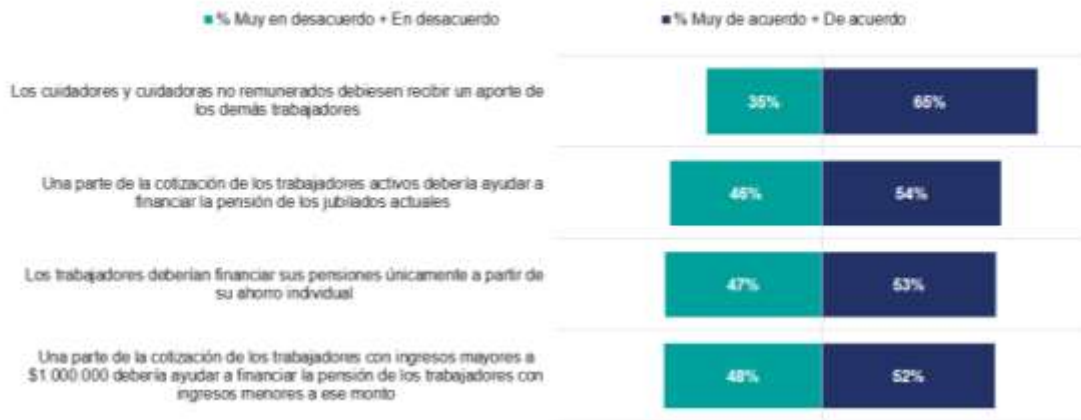 % Muy en desacuerdo + En desacuerdo
% Muy de acuerdo + De acuerdo
Los cuidadores y cuidadoras no remunerados debiesen recibir un aporte de
los demás trabajadores
35%
65%
Una parte de la cotización de los trabajadores activos debería ayudar a
financiar la pensión de los jubilados actuales
46%
54%
Los trabajadores deberían financiar sus pensiones únicamente a partir de
su ahorro individual
47%
53%
Una parte de la cotización de los trabajadores con ingresos mayores a
$1.000.000 debería ayudar a financiar la pensión de los trabajadores con
ingresos menores a ese monto
48%
52%